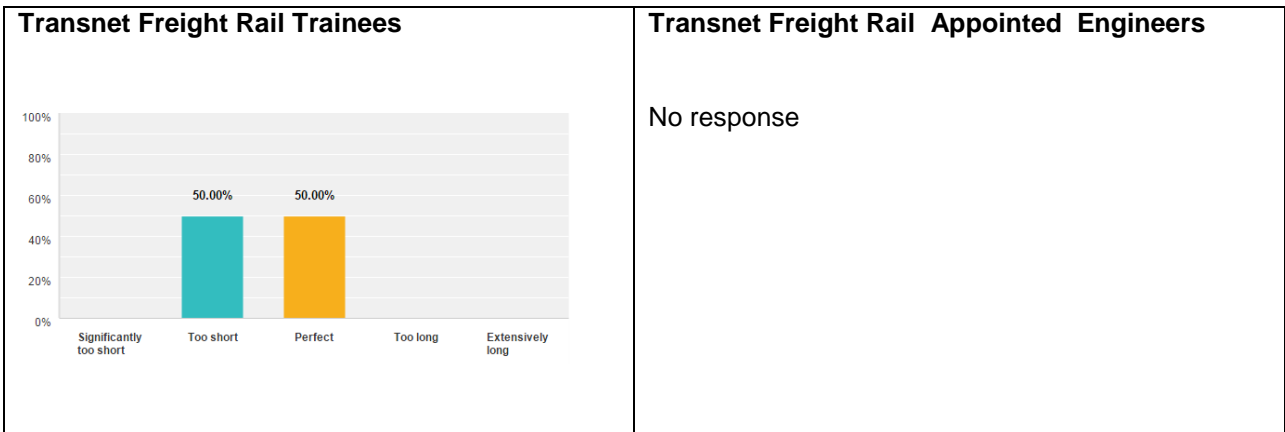 Transnet Freight Rail Trainees
100%
80%
60%
40%
20%
0%
50.00%
50.00%
Significantly
too short
Too short
Perfect
Too long
Extensively
long
Transnet Freight Rail Appointed Engineers
No response